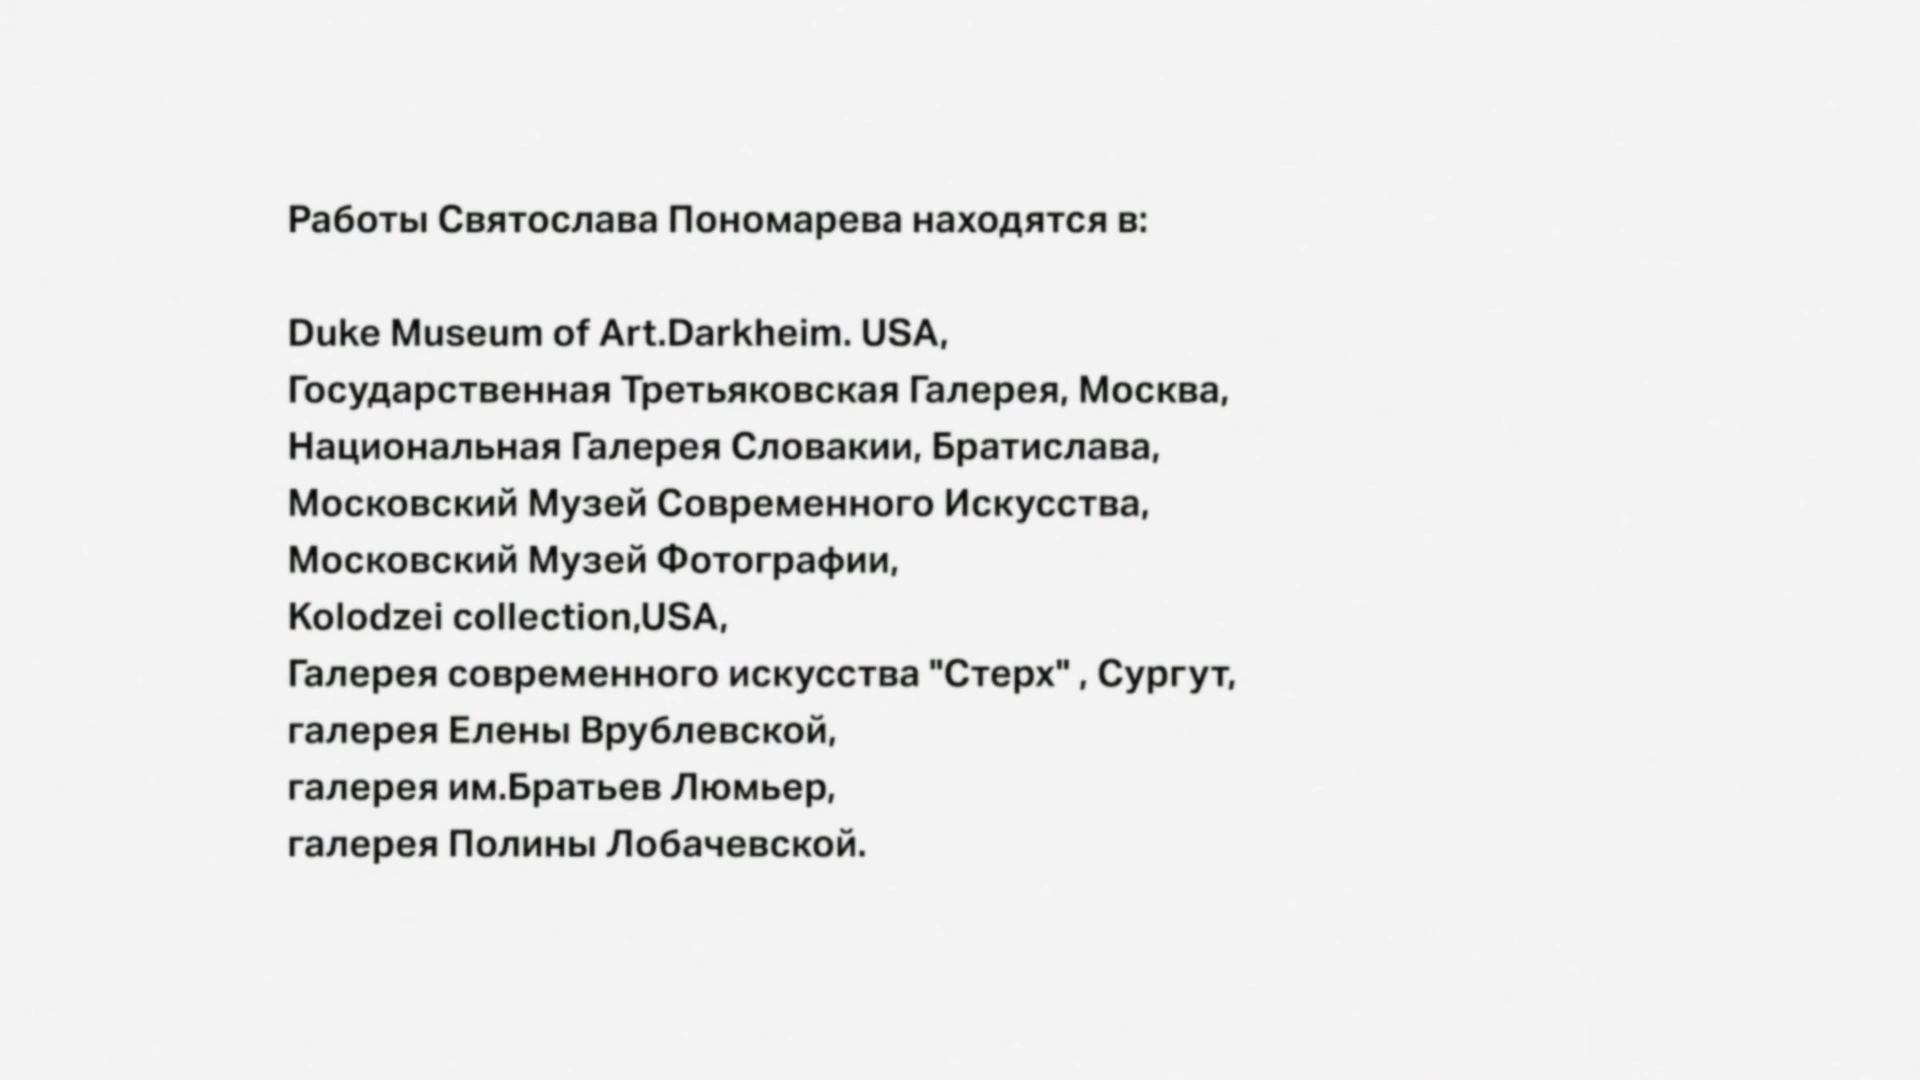 Работы Святослава Пономарева находятся в:
Duke Museum of Art.Darkheim. USA,
Государственная Третьяковская Галерея, Москва,
Национальная Галерея Словакии, Братислава,
Московский Музей Современного Искусства,
Московский Музей Фотографии,
Kolodzei collection,USA,
Галерея современного искусства "Стерх" , Сургут,
галерея Елены Врублевской,
галерея им.Братьев Люмьер,
галерея Полины Лобачевской.